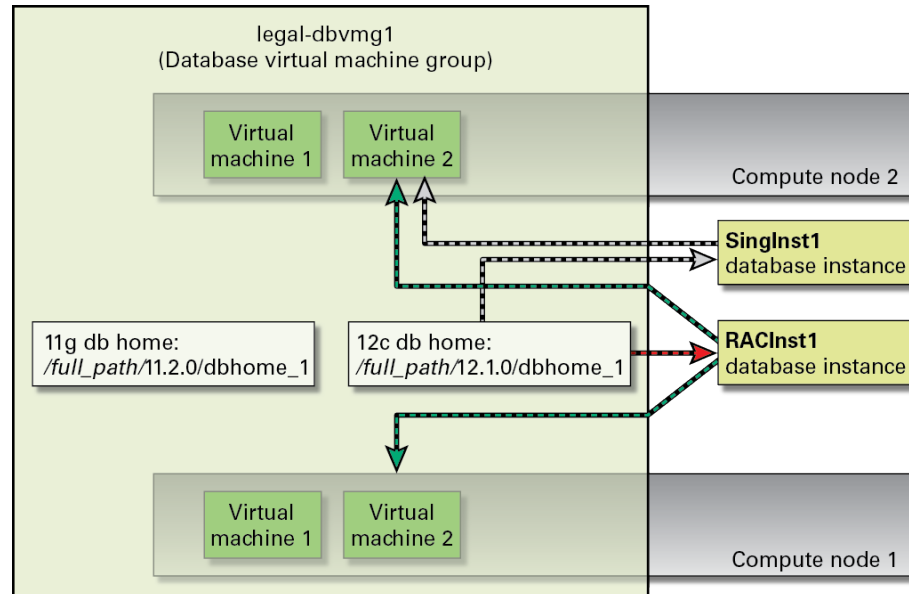 legal-dbvmg1
(Database virtual machine group)
Virtual
machine 1
Virtual
machine 2
Compute node 2
SingInst1
database instance
11g db home:
/full_path/11.2.0/dbhome_1
12c db home:
/full_path/12.1.0/dbhome_1
RACInst1
database instance
Virtual
machine 1
Virtual
machine 2
Compute node 1